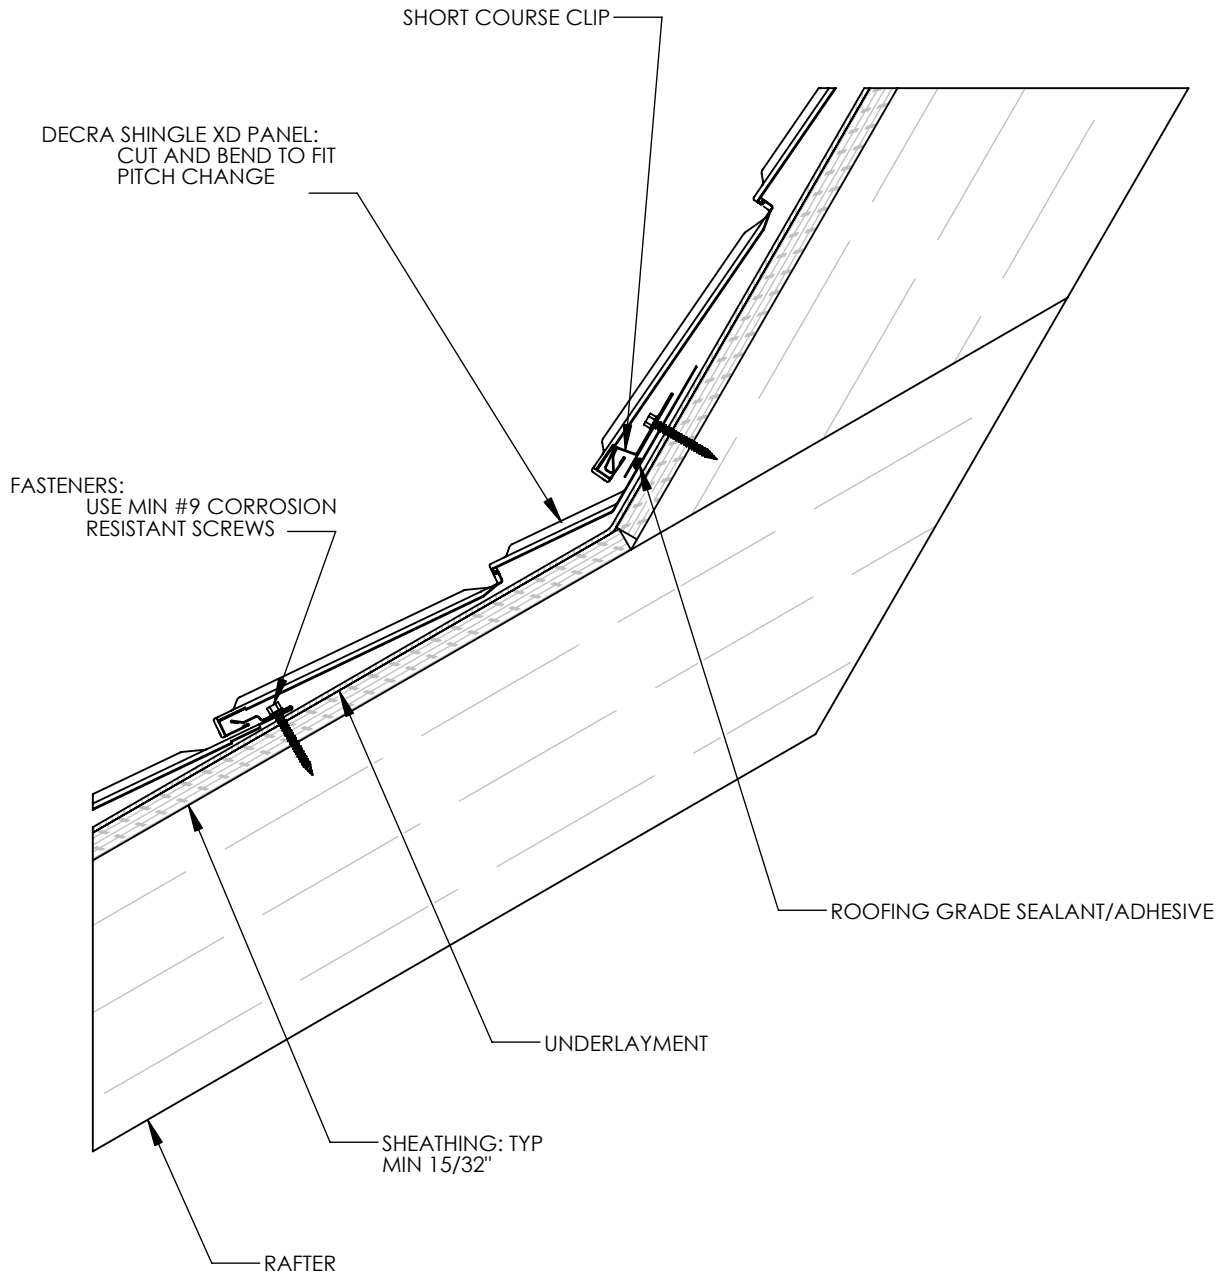 SHORT COURSE CLIP
DECRA SHINGLE XD PANEL:
CUT AND BEND TO FIT
PITCH CHANGE
FASTENERS:
USE MIN #9 CORROSION
RESISTANT SCREWS
ROOFING GRADE SEALANT/ADHESIVE
UNDERLAYMENT
SHEATHING: TYP
MIN 15/32"
RAFTER